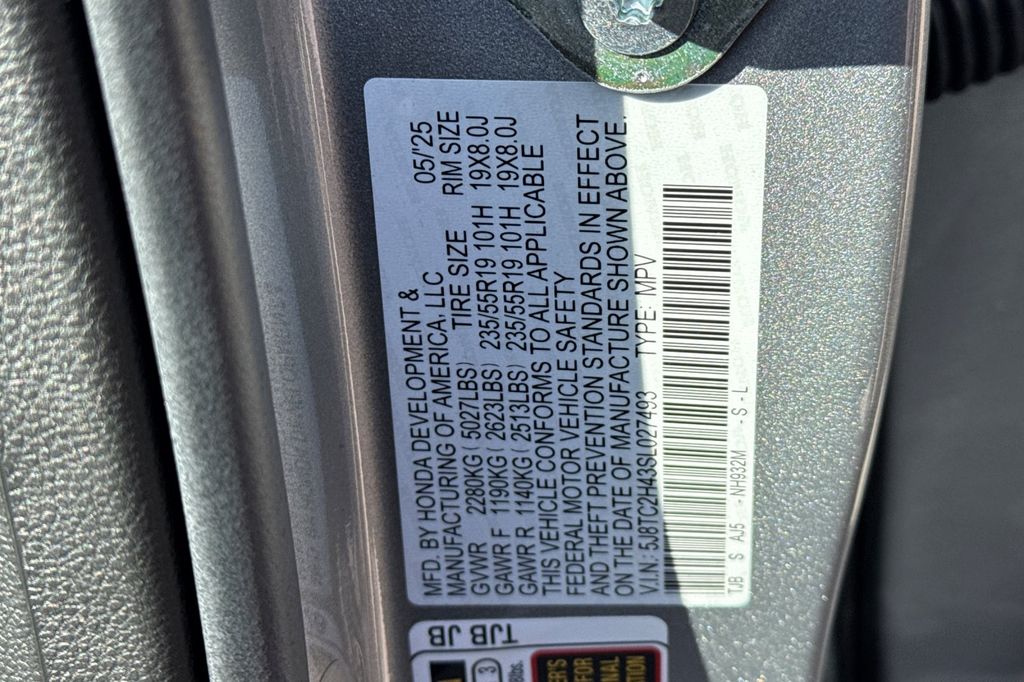 MFD. BY HONDA DEVELOPMENT &
MANUFACTURING OF AMERICA, LLC 05/'25
GVWR 2280KG ( 5027LBS) TIRE SIZE RIM SIZE
GAWR F 1190KG ( 2623LBS) 235/55R19 101H 19X8.0J
GAWR R 1140KG ( 2513LBS) 235/55R19 101H 19X8.0J
THIS VEHICLE CONFORMS TO ALL APPLICABLE
FEDERAL MOTOR VEHICLE SAFETY
AND THEFT PREVENTION STANDARDS IN EFFECT
ON THE DATE OF MANUFACTURE SHOWN ABOVE.
V.I.N.: 5J8TC2H43SL027493 TYPE: MPV
TJB S AJ5 - NH932M - S - L
TJB JB
3